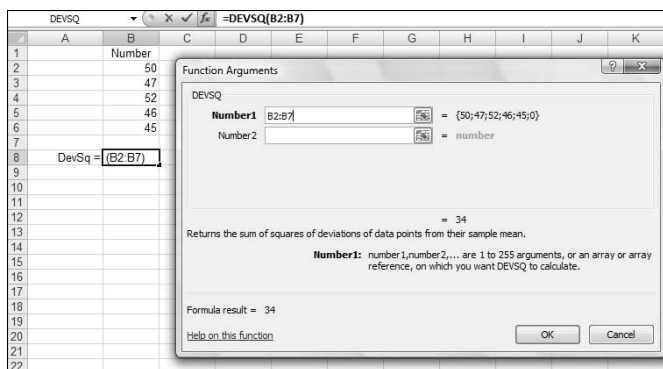 DEVSQ fx =DEVSQ(B2:B7)
A B C D E F G H I J K
1 Number
2 50
3 47
4 52
5 46
6 45
7
8 DevSq = (B2:B7)
9
10
11
12
13
14
15
16
17
18
19
20
21
22
Function Arguments ? X
DEVSQ
Number1 B2:B7 = {50;47;52;46;45;0}
Number2 = number
= 34
Returns the sum of squares of deviations of data points from their sample mean.
Number1: number1,number2,... are 1 to 255 arguments, or an array or array
reference, on which you want DEVSQ to calculate.
Formula result = 34
Help on this function OK Cancel